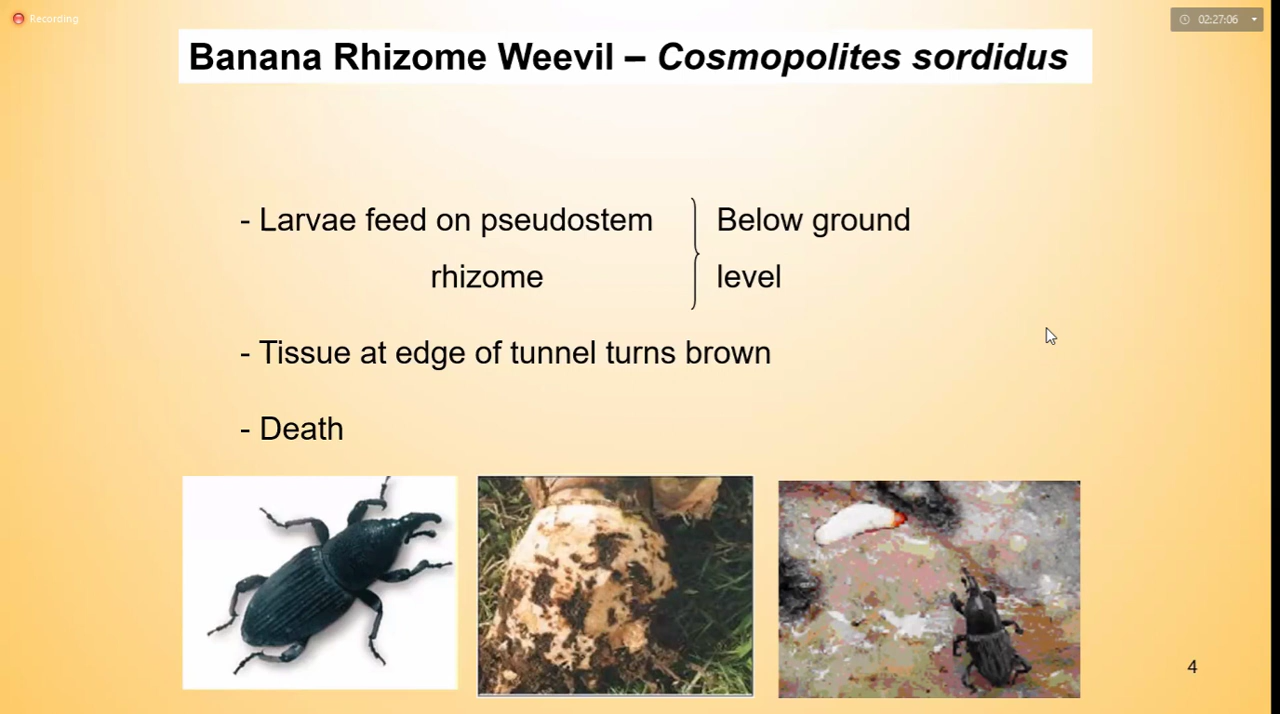 Recording
02:27:06
Banana Rhizome Weevil – Cosmopolites sordidus
- Larvae feed on pseudostem
rhizome
Below ground
level
- Tissue at edge of tunnel turns brown
- Death
4